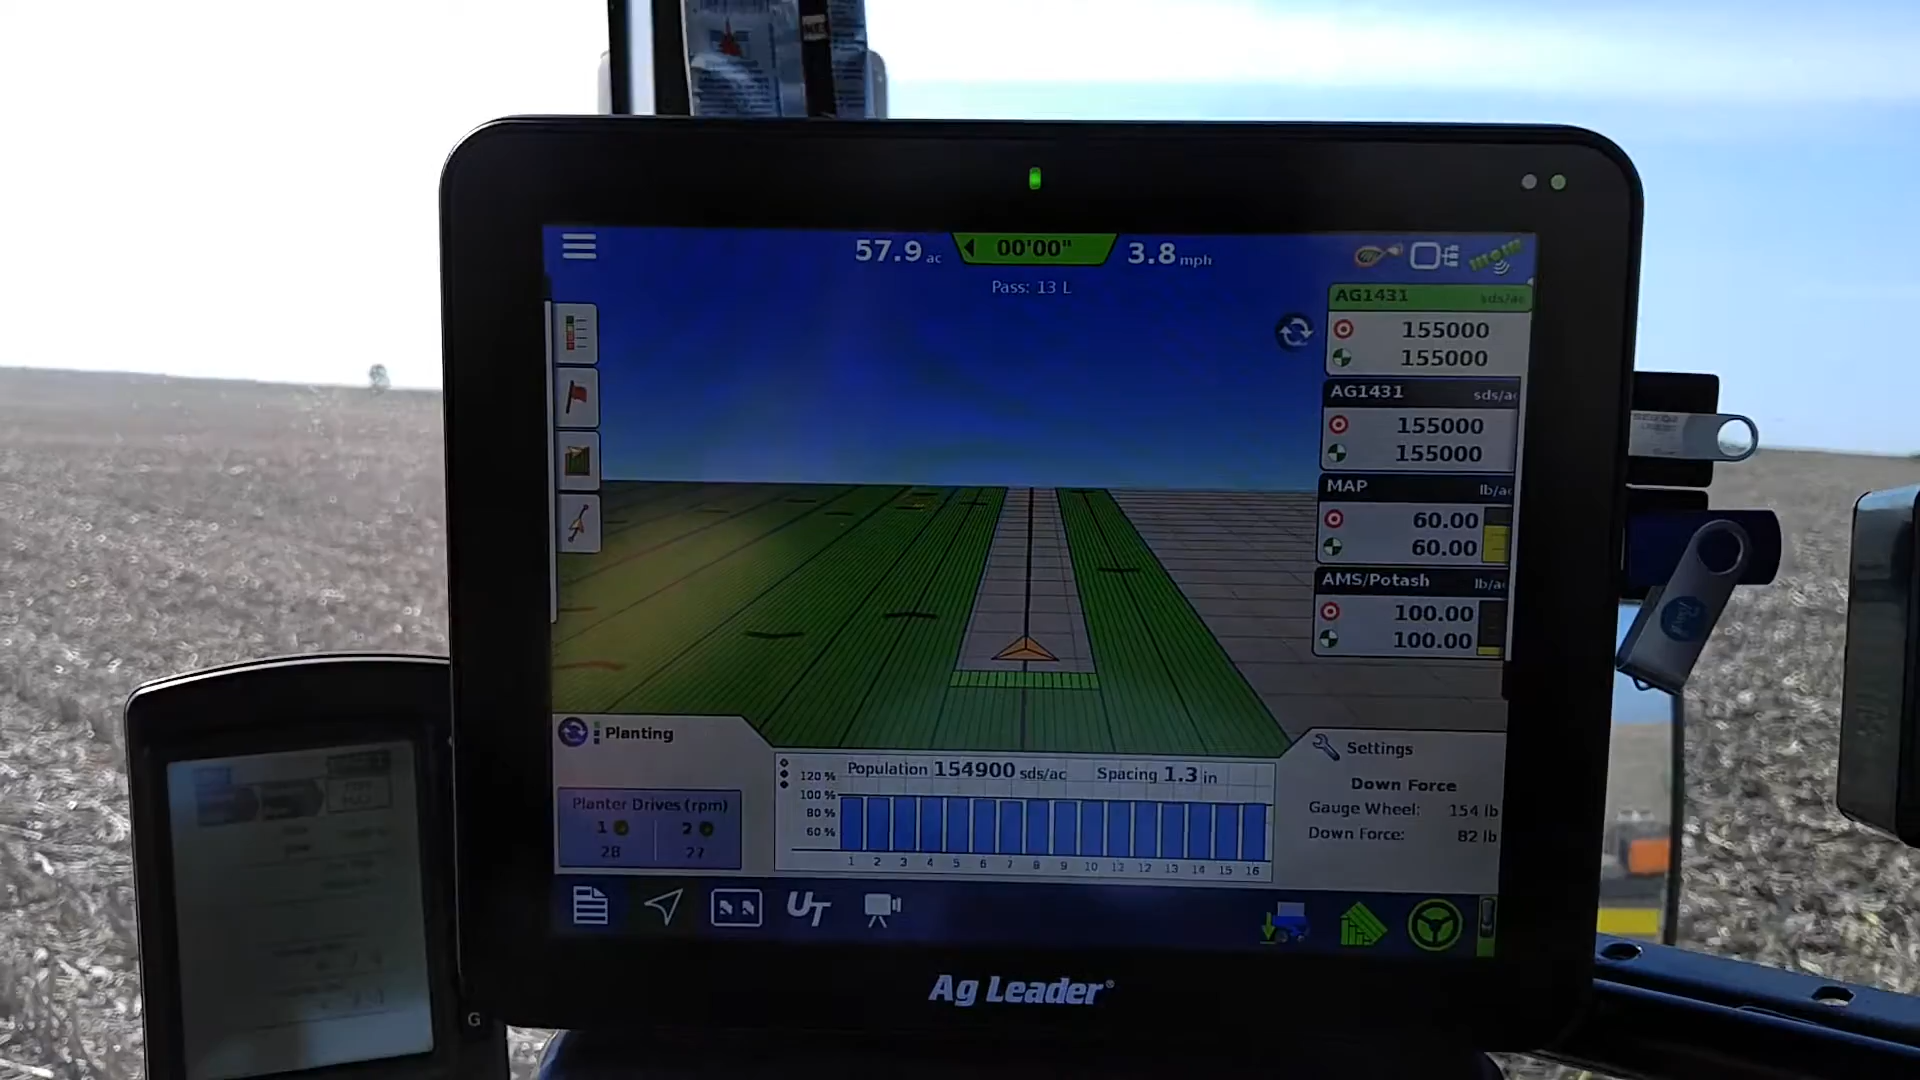 57.9 ac
00'00"
3.8 mph
Pass: 13 L
AG1431 sds/ac
155000
155000
AG1431 sds/ac
155000
155000
MAP lb/ac
60.00
60.00
AMS/Potash lb/ac
100.00
100.00
Planting
Planter Drives (rpm)
1 2
28 27
Population 154900 sds/ac Spacing 1.3 in
120 %
100 %
80 %
60 %
1 2 3 4 5 6 7 8 9 10 11 12 13 14 15 16
Settings
Down Force
Gauge Wheel: 154 lb
Down Force: 82 lb
UT
Ag Leader®
G